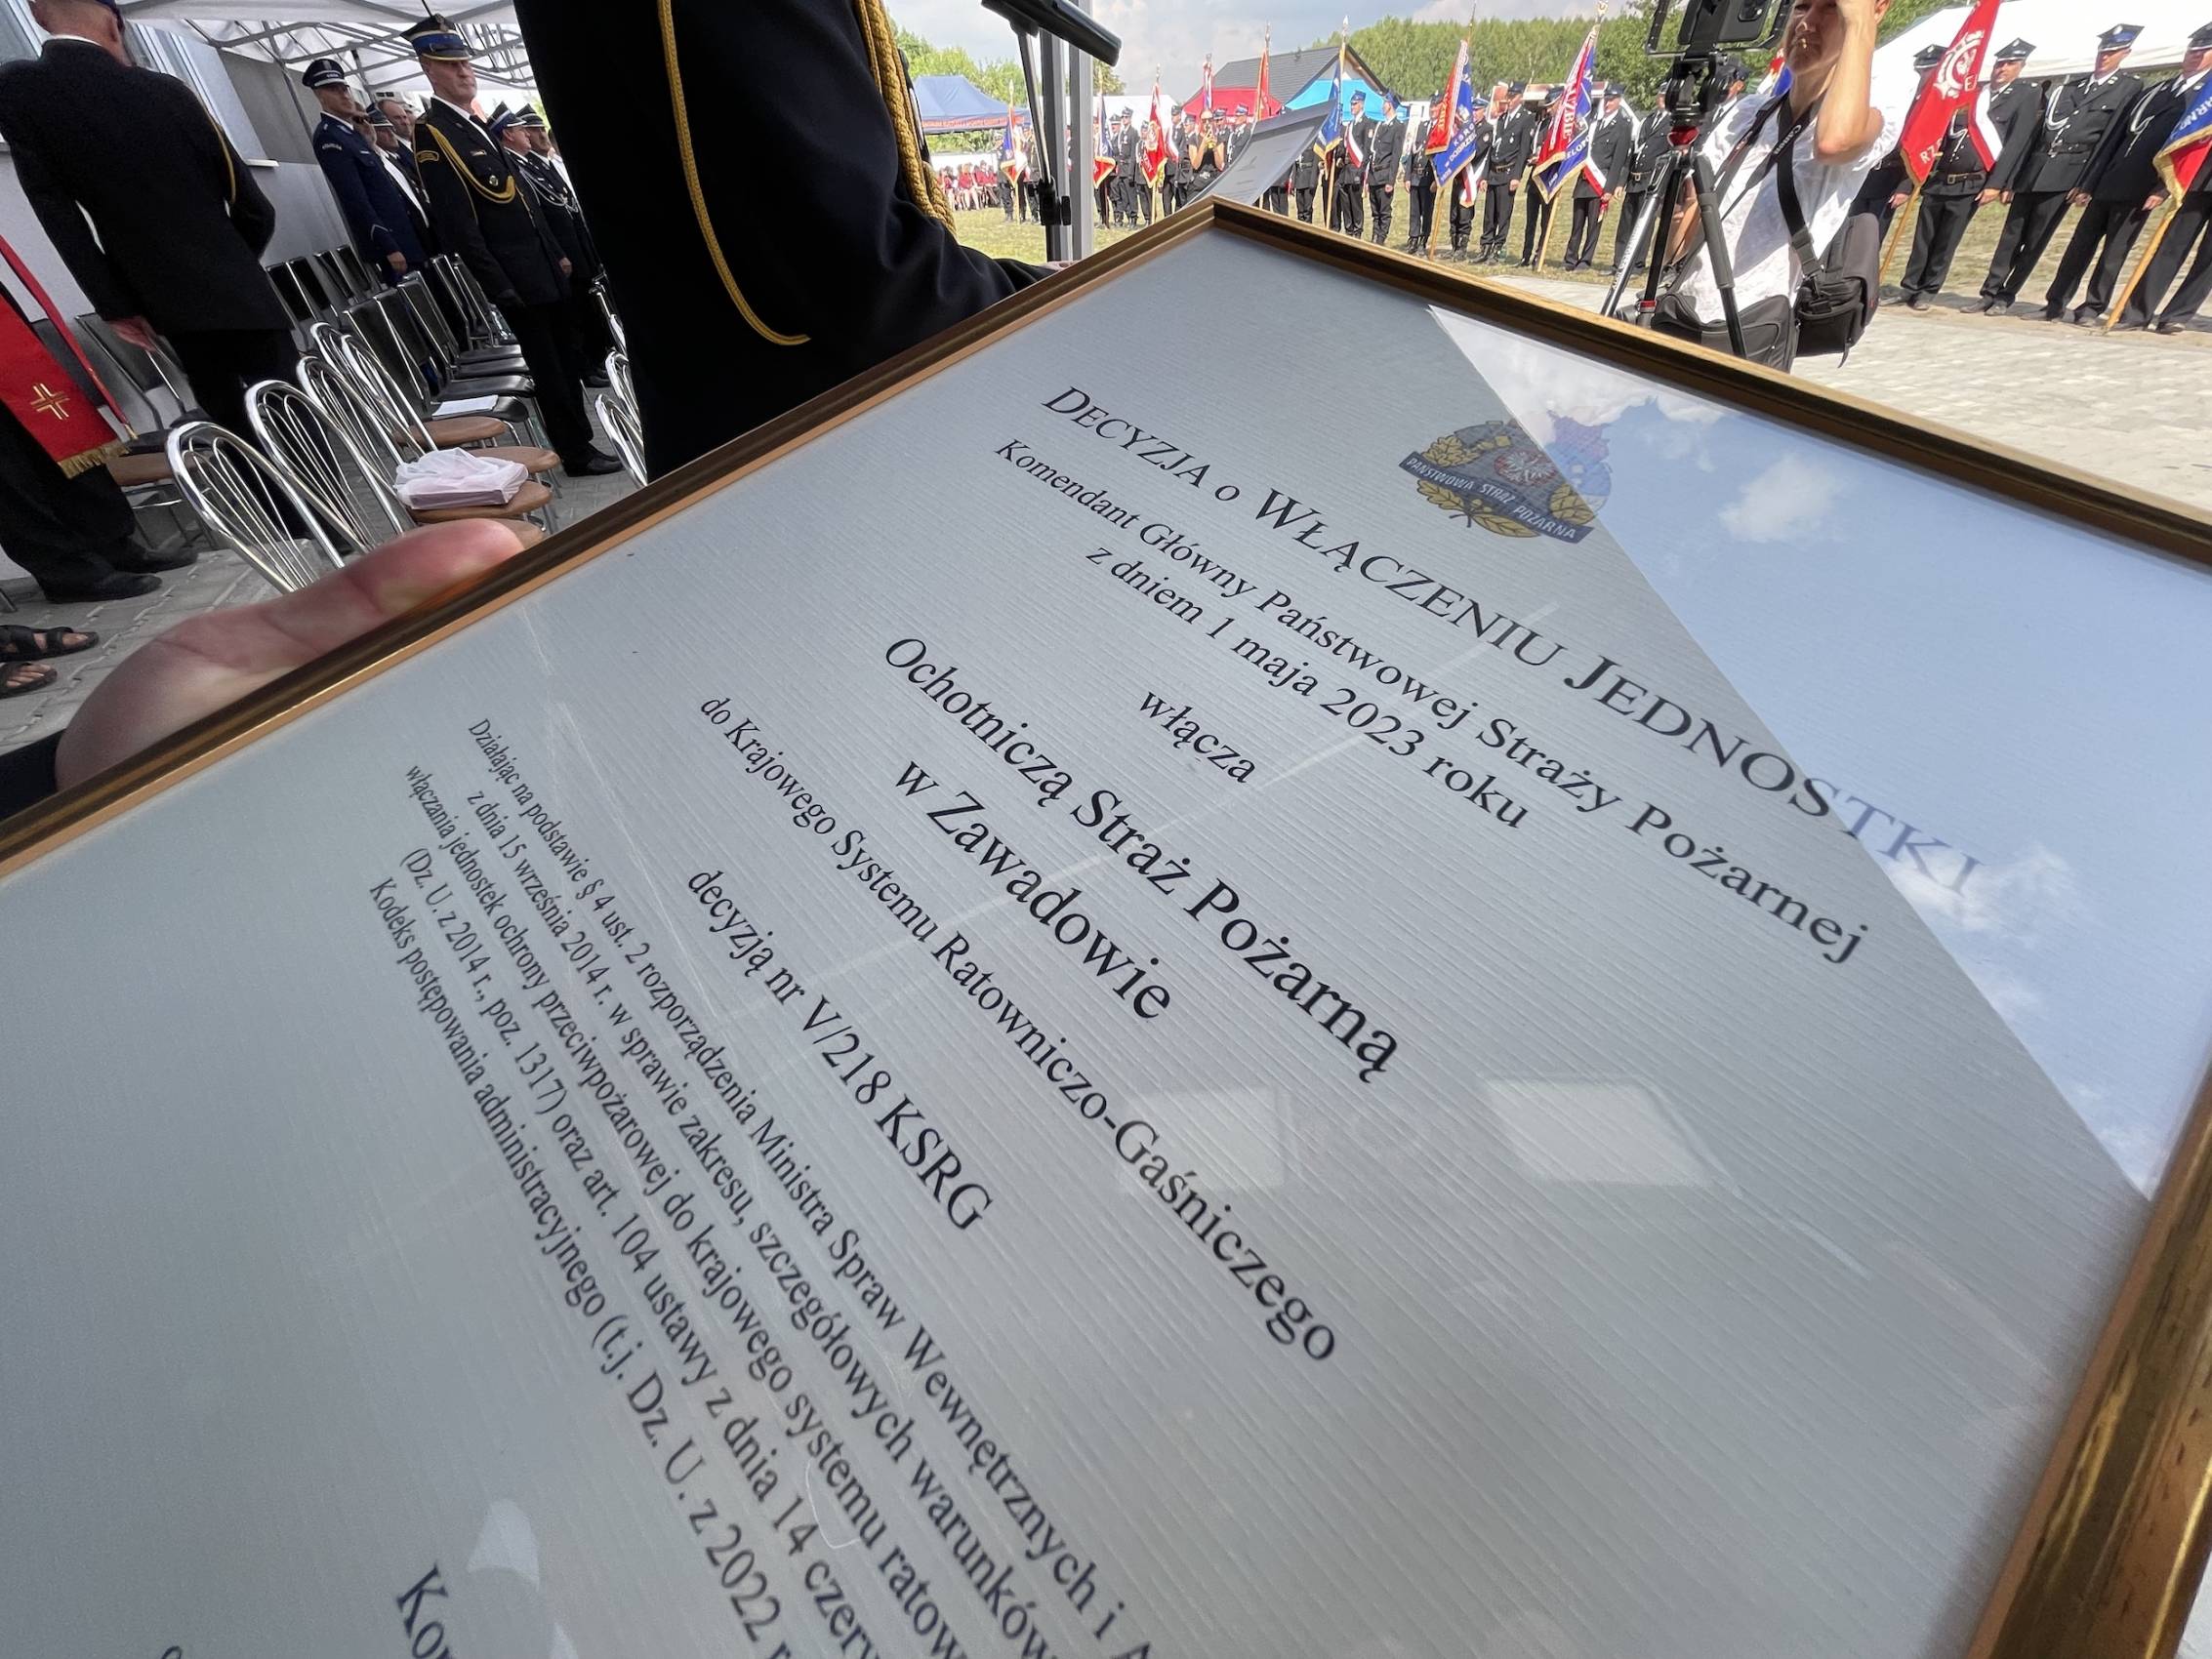 PAŃSTWOWA STRAŻ POŻARNA
DECYZJA O WŁĄCZENIU JEDNOSTKI
Komendant Główny Państwowej Straży Pożarnej
z dniem 1 maja 2023 roku
włącza
Ochotniczą Straż Pożarną
w Zawadowie
do Krajowego Systemu Ratowniczo-Gaśniczego
decyzją nr V/218 KSRG
Działając na podstawie § 4 ust. 2 rozporządzenia Ministra Spraw Wewnętrznych i
z dnia 15 września 2014 r. w sprawie zakresu, szczegółowych warunków
włączania jednostek ochrony przeciwpożarowej do krajowego systemu
(Dz. U. z 2014 r., poz. 1317) oraz art. 104 ustawy z dnia 14
Kodeks postępowania administracyjnego (t.j. Dz. U. z 2022 r.